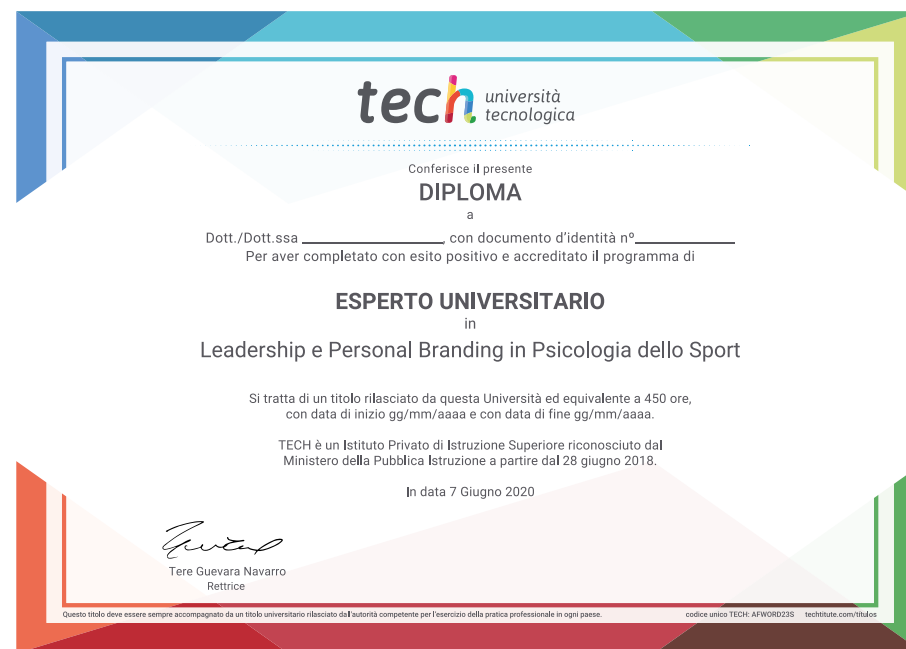 tech università
tecnologica
Conferisce il presente
DIPLOMA
a
Dott./Dott.ssa ____________________, con documento d'identità nº______________
Per aver completato con esito positivo e accreditato il programma di
ESPERTO UNIVERSITARIO
in
Leadership e Personal Branding in Psicologia dello Sport
Si tratta di un titolo rilasciato da questa Università ed equivalente a 450 ore,
con data di inizio gg/mm/aaaa e con data di fine gg/mm/aaaa.
TECH è un Istituto Privato di Istruzione Superiore riconosciuto dal
Ministero della Pubblica Istruzione a partire dal 28 giugno 2018.
In data 7 Giugno 2020
Tere Guevara Navarro
Rettrice
Questo titolo deve essere sempre accompagnato da un titolo universitario rilasciato dall'autorità competente per l'esercizio della pratica professionale in ogni paese. codice unico TECH: AFWORD23S techtitute.com/titulos